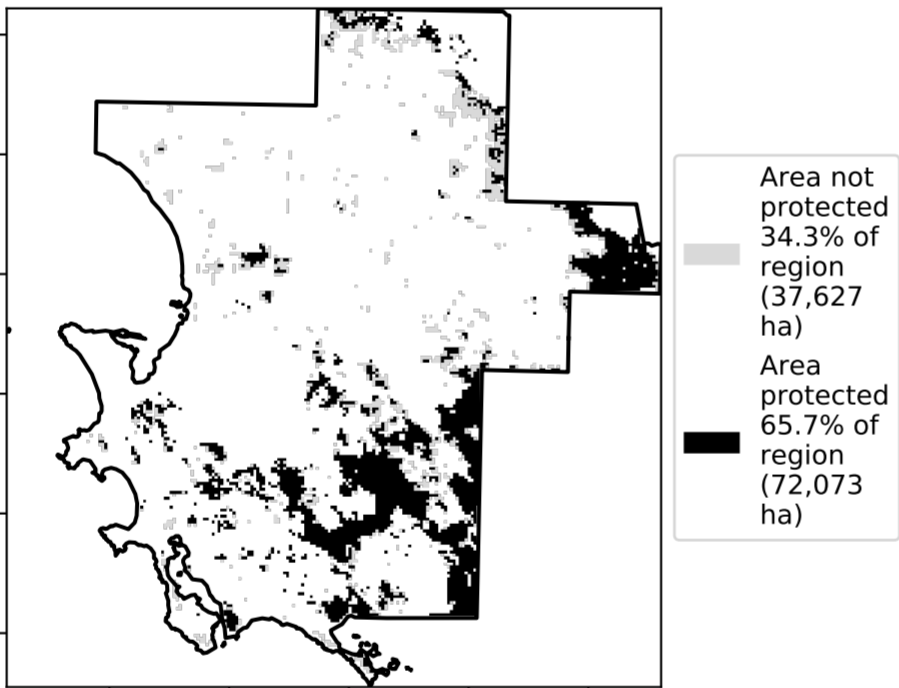 Area not
protected
34.3% of
region
(37,627
ha)
Area
protected
65.7% of
region
(72,073
ha)